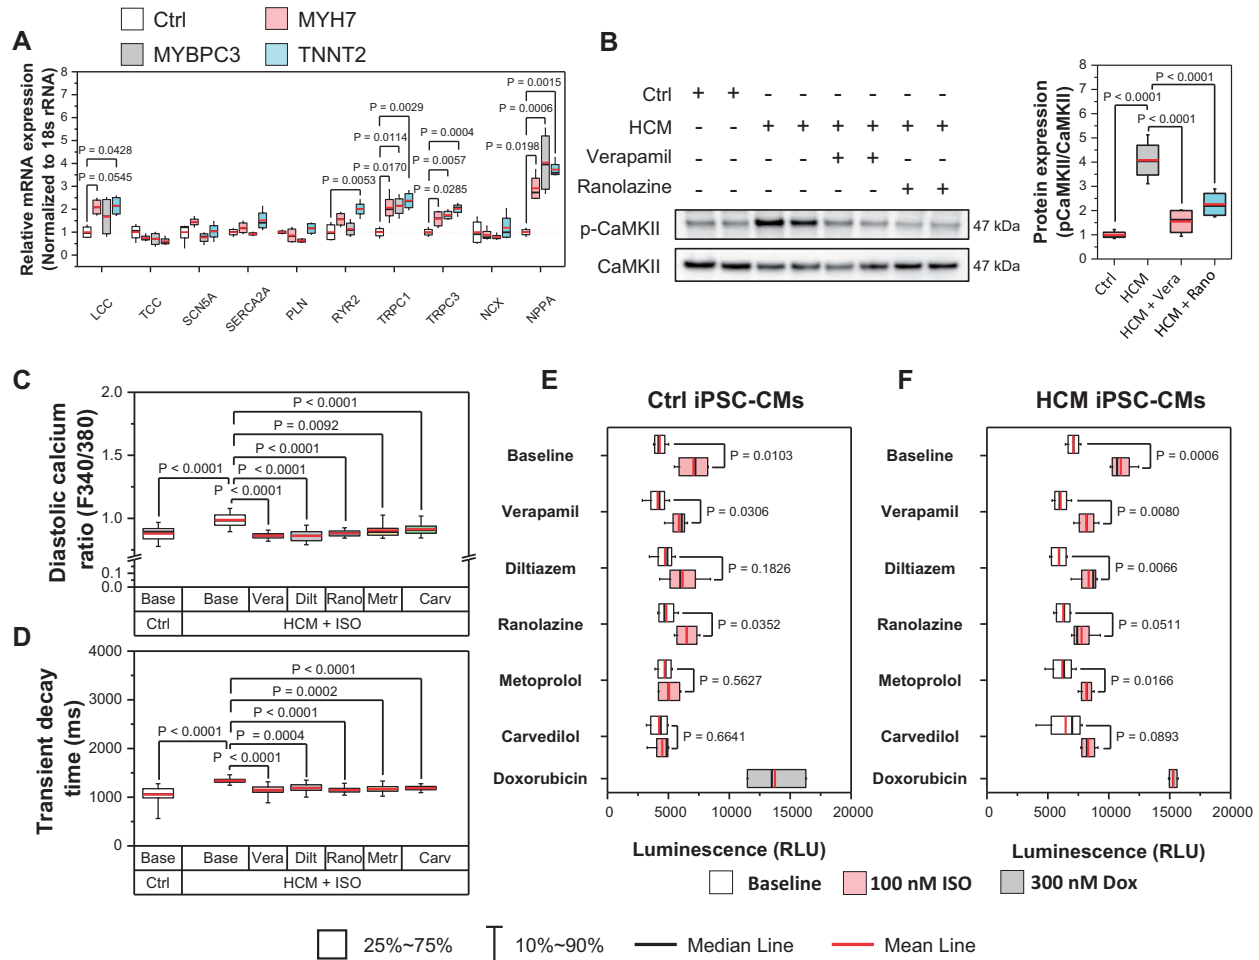 Ctrl
MYH7
MYBPC3
TNNT2
A
Relative mRNA expression
(Normalized to 18s rRNA)
8
7
6
5
4
3
2
1
0
P = 0.0428
P = 0.0545
P = 0.0053
P = 0.0029
P = 0.0114
P = 0.0170
P = 0.0004
P = 0.0057
P = 0.0285
P = 0.0015
P = 0.0006
P = 0.0198
LCC
TCC
SCN5A
SERCA2A
PLN
RYR2
TRPC1
TRPC3
NCX
NPPA
B
Ctrl + + - - - - - -
HCM - - + + + + + +
Verapamil - - - - + + - -
Ranolazine - - - - - - + +
p-CaMKII 47 kDa
CaMKII 47 kDa
Protein expression
(pCaMKII/CaMKII)
8
7
6
5
4
3
2
1
0
P < 0.0001
P < 0.0001
P < 0.0001
Ctrl
HCM
HCM + Vera
HCM + Rano
C
Diastolic calcium
ratio (F340/380)
2.0
1.5
1.0
0.1
0.0
P < 0.0001
P = 0.0092
P < 0.0001
P < 0.0001 P < 0.0001
P < 0.0001
Base Base Vera Dilt Rano Metr Carv
Ctrl HCM + ISO
D
Transient decay
time (ms)
4000
3000
2000
1000
0
P < 0.0001
P = 0.0002
P < 0.0001
P < 0.0001 P = 0.0004
P < 0.0001
Base Base Vera Dilt Rano Metr Carv
Ctrl HCM + ISO
E
Ctrl iPSC-CMs
Baseline P = 0.0103
Verapamil P = 0.0306
Diltiazem P = 0.1826
Ranolazine P = 0.0352
Metoprolol P = 0.5627
Carvedilol P = 0.6641
Doxorubicin
0 5000 10000 15000 20000
Luminescence (RLU)
F
HCM iPSC-CMs
Baseline P = 0.0006
Verapamil P = 0.0080
Diltiazem P = 0.0066
Ranolazine P = 0.0511
Metoprolol P = 0.0166
Carvedilol P = 0.0893
Doxorubicin
0 5000 10000 15000 20000
Luminescence (RLU)
Baseline 100 nM ISO 300 nM Dox
25%~75% 10%~90% Median Line Mean Line